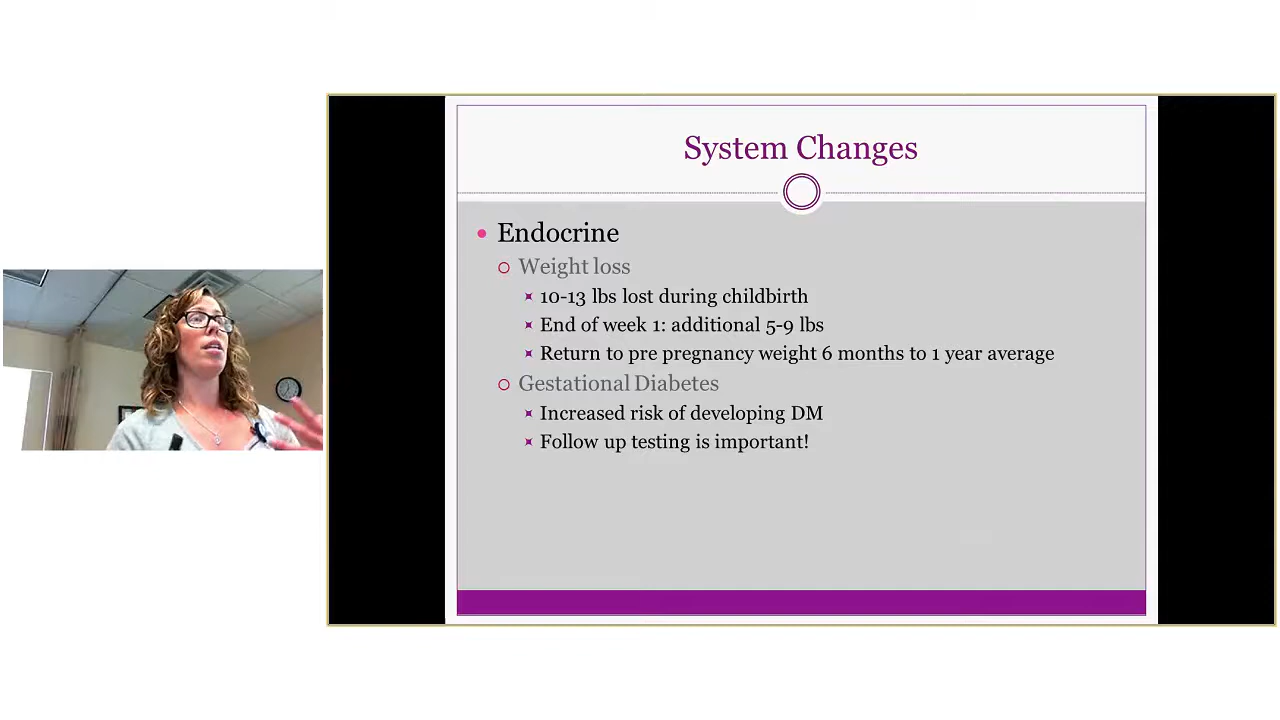 System Changes
Endocrine
Weight loss
10-13 lbs lost during childbirth
End of week 1: additional 5-9 lbs
Return to pre pregnancy weight 6 months to 1 year average
Gestational Diabetes
Increased risk of developing DM
Follow up testing is important!